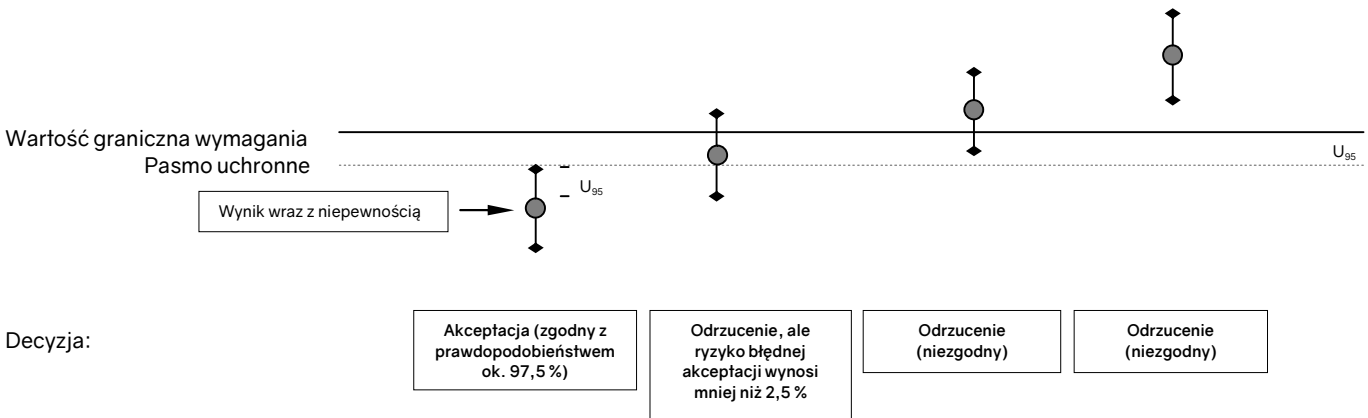 Wartość graniczna wymagania
Pasmo uchronne
U₉₅
U₉₅
Wynik wraz z niepewnością
Decyzja:
Akceptacja (zgodny z
prawdopodobieństwem
ok. 97,5 %)
Odrzucenie, ale
ryzyko błędnej
akceptacji wynosi
mniej niż 2,5 %
Odrzucenie
(niezgodny)
Odrzucenie
(niezgodny)